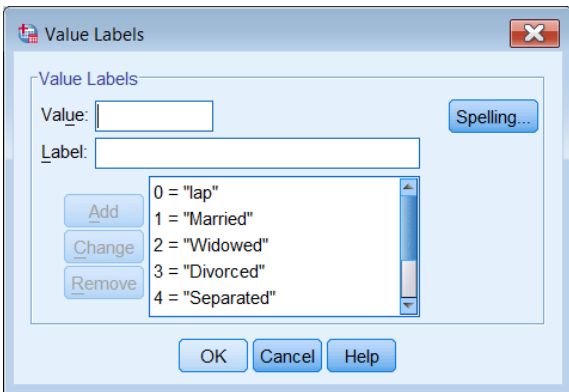 Value Labels
Value Labels
Value:
Spelling...
Label:
0 = "lap"
1 = "Married"
2 = "Widowed"
3 = "Divorced"
4 = "Separated"
Add
Change
Remove
OK Cancel Help